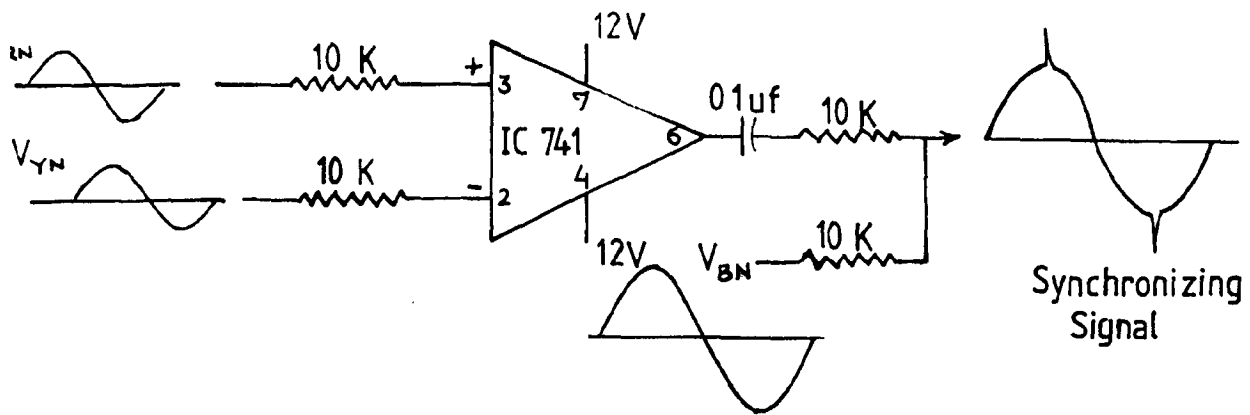 12V
10 K
+
3
7
V_YN
10 K
-
2
IC 741
6
4
12V
01uf
10 K
10 K
V_BN
Synchronizing
Signal